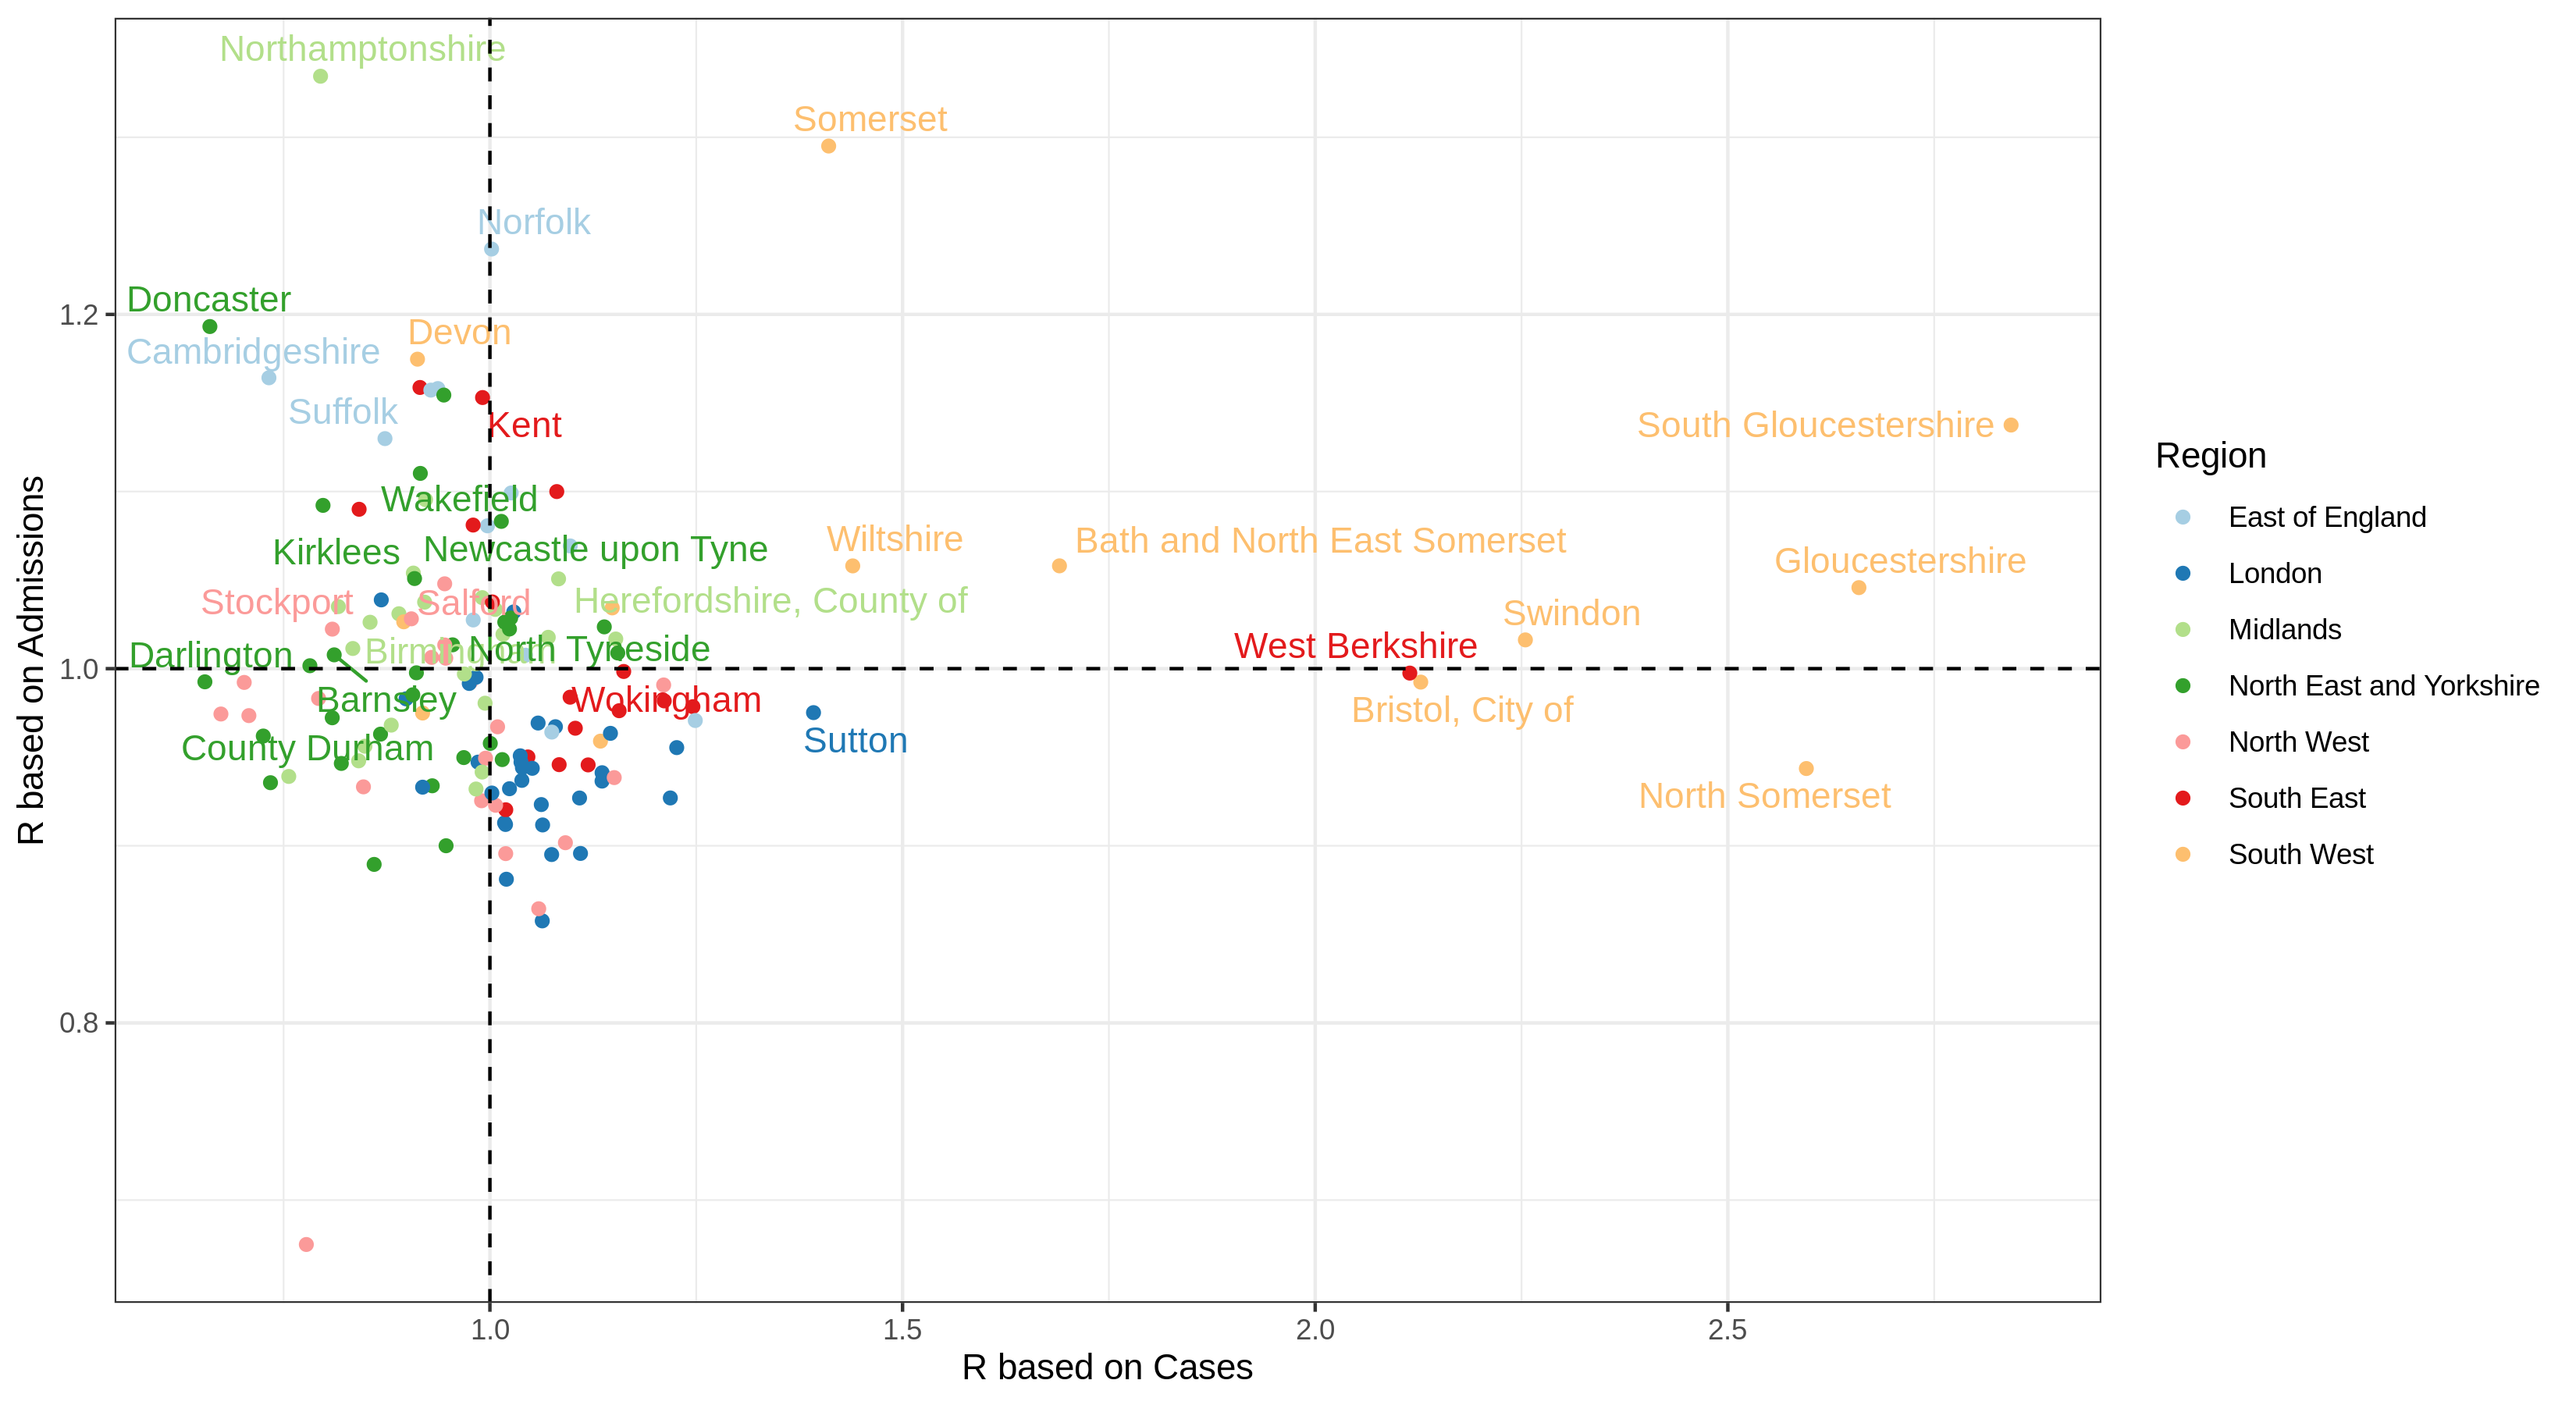 Northamptonshire
Somerset
Norfolk
Doncaster
1.2
Devon
Cambridgeshire
Suffolk
Kent
South Gloucestershire
Wakefield
Wiltshire
Bath and North East Somerset
Kirklees
Newcastle upon Tyne
Gloucestershire
Stockport
Salford
Herefordshire, County of
Swindon
Darlington
Birmingham
North Tyneside
West Berkshire
1.0
Barnsley
Wokingham
Bristol, City of
County Durham
Sutton
North Somerset
0.8
R based on Admissions
1.0
1.5
2.0
2.5
R based on Cases
Region
East of England
London
Midlands
North East and Yorkshire
North West
South East
South West